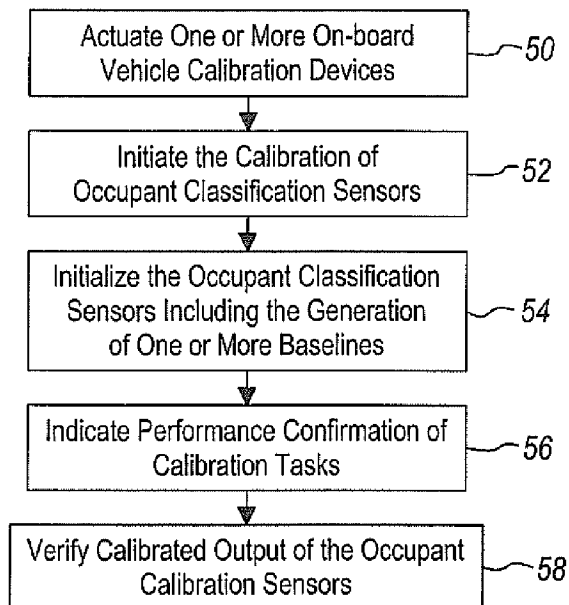 Actuate One or More On-board
Vehicle Calibration Devices
50
Initiate the Calibration of
Occupant Classification Sensors
52
Initialize the Occupant Classification
Sensors Including the Generation
of One or More Baselines
54
Indicate Performance Confirmation of
Calibration Tasks
56
Verify Calibrated Output of the Occupant
Calibration Sensors
58